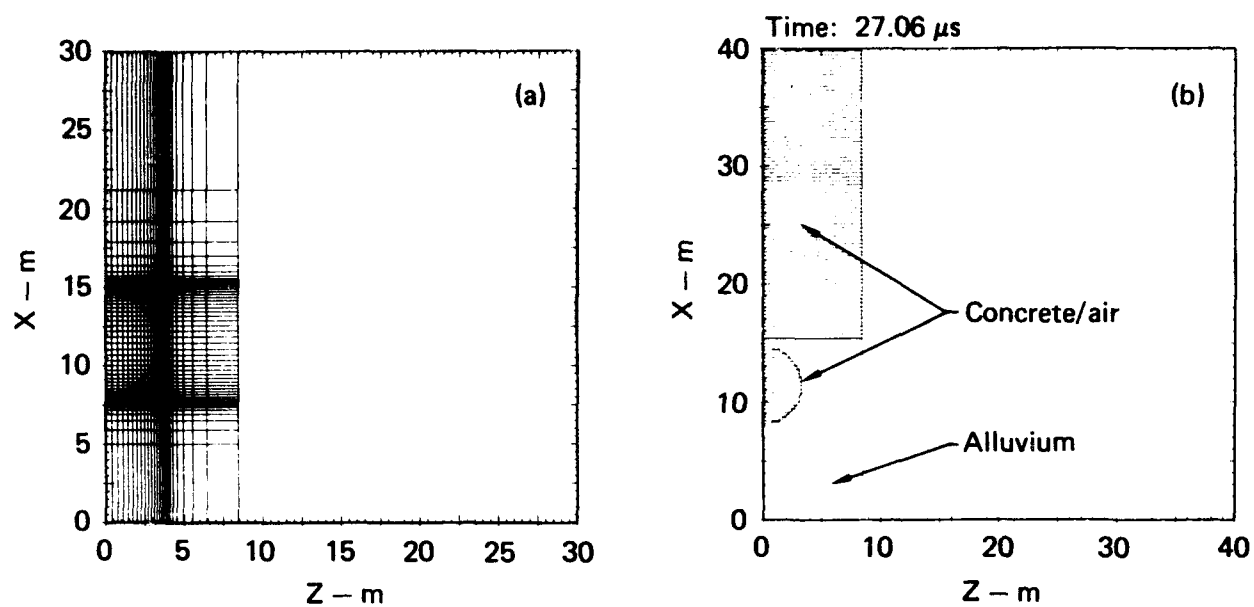 (a)
30
25
20
15
10
5
0
X – m
0 5 10 15 20 25 30
Z – m
Time: 27.06 μs
(b)
40
30
20
10
0
X – m
Concrete/air
Alluvium
0 10 20 30 40
Z – m